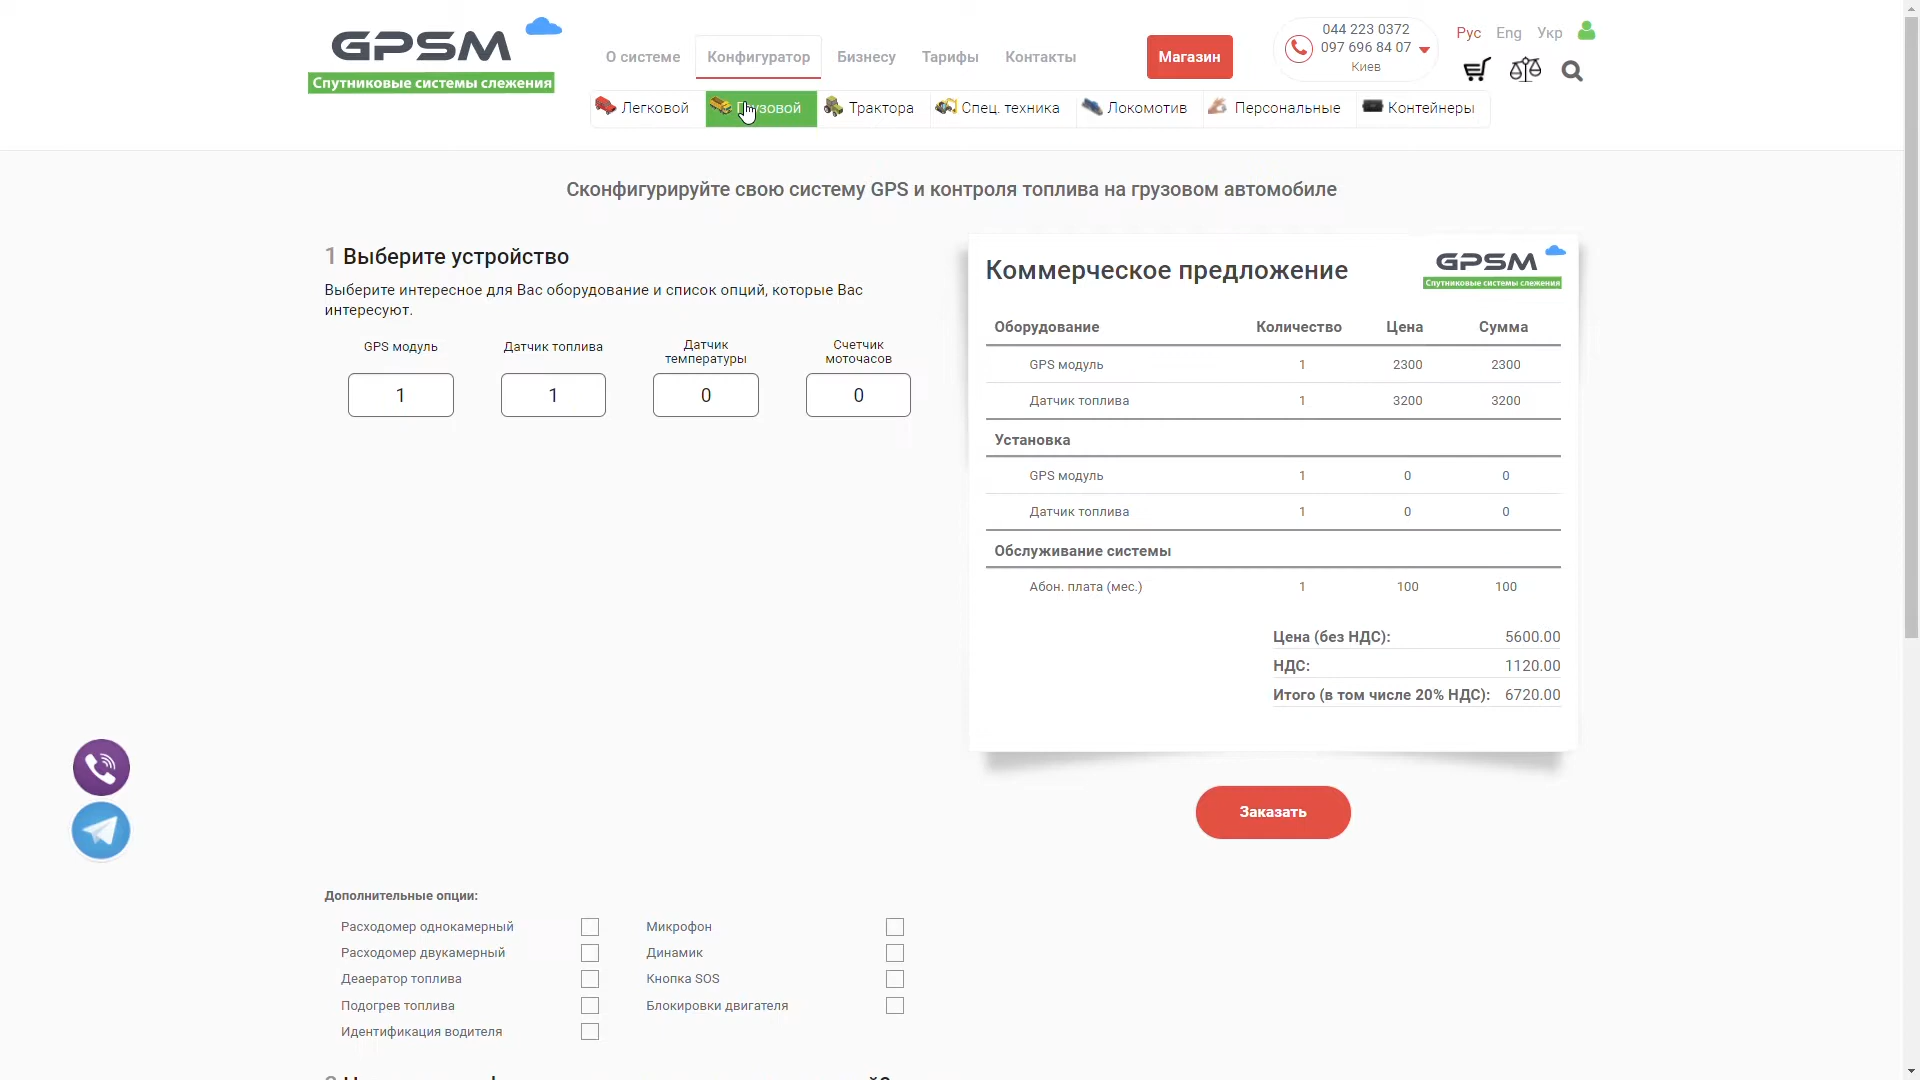 GPSM
Спутниковые системы слежения
О системе
Конфигуратор
Бизнесу
Тарифы
Контакты
Магазин
044 223 0372
097 696 84 07
Киев
Рус Eng Укр
Легковой
Грузовой
Трактора
Спец. техника
Локомотив
Персональные
Контейнеры
Сконфигурируйте свою систему GPS и контроля топлива на грузовом автомобиле
1 Выберите устройство
Выберите интересное для Вас оборудование и список опций, которые Вас
интересуют.
GPS модуль
Датчик топлива
Датчик
температуры
Счетчик
моточасов
1 1 0 0
Коммерческое предложение
GPSM
Спутниковые системы слежения
Оборудование Количество Цена Сумма
GPS модуль 1 2300 2300
Датчик топлива 1 3200 3200
Установка
GPS модуль 1 0 0
Датчик топлива 1 0 0
Обслуживание системы
Абон. плата (мес.) 1 100 100
Цена (без НДС): 5600.00
НДС: 1120.00
Итого (в том числе 20% НДС): 6720.00
Заказать
Дополнительные опции:
Расходомер однокамерный
Микрофон
Расходомер двукамерный
Динамик
Деаератор топлива
Кнопка SOS
Подогрев топлива
Блокировки двигателя
Идентификация водителя